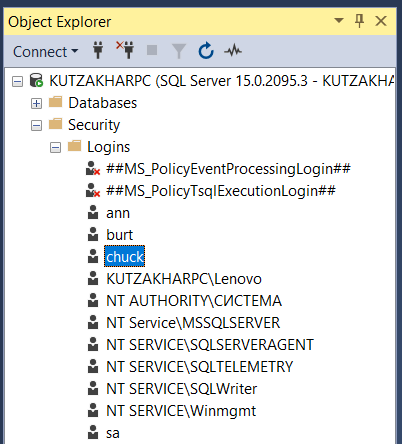 Object Explorer
Connect
KUTZAKHARPC (SQL Server 15.0.2095.3 - KUTZAKHAR
Databases
Security
Logins
##MS_PolicyEventProcessingLogin##
##MS_PolicyTsqlExecutionLogin##
ann
burt
chuck
KUTZAKHARPC\Lenovo
NT AUTHORITY\СИСТЕМА
NT Service\MSSQLSERVER
NT SERVICE\SQLSERVERAGENT
NT SERVICE\SQLTELEMETRY
NT SERVICE\SQLWriter
NT SERVICE\Winmgmt
sa